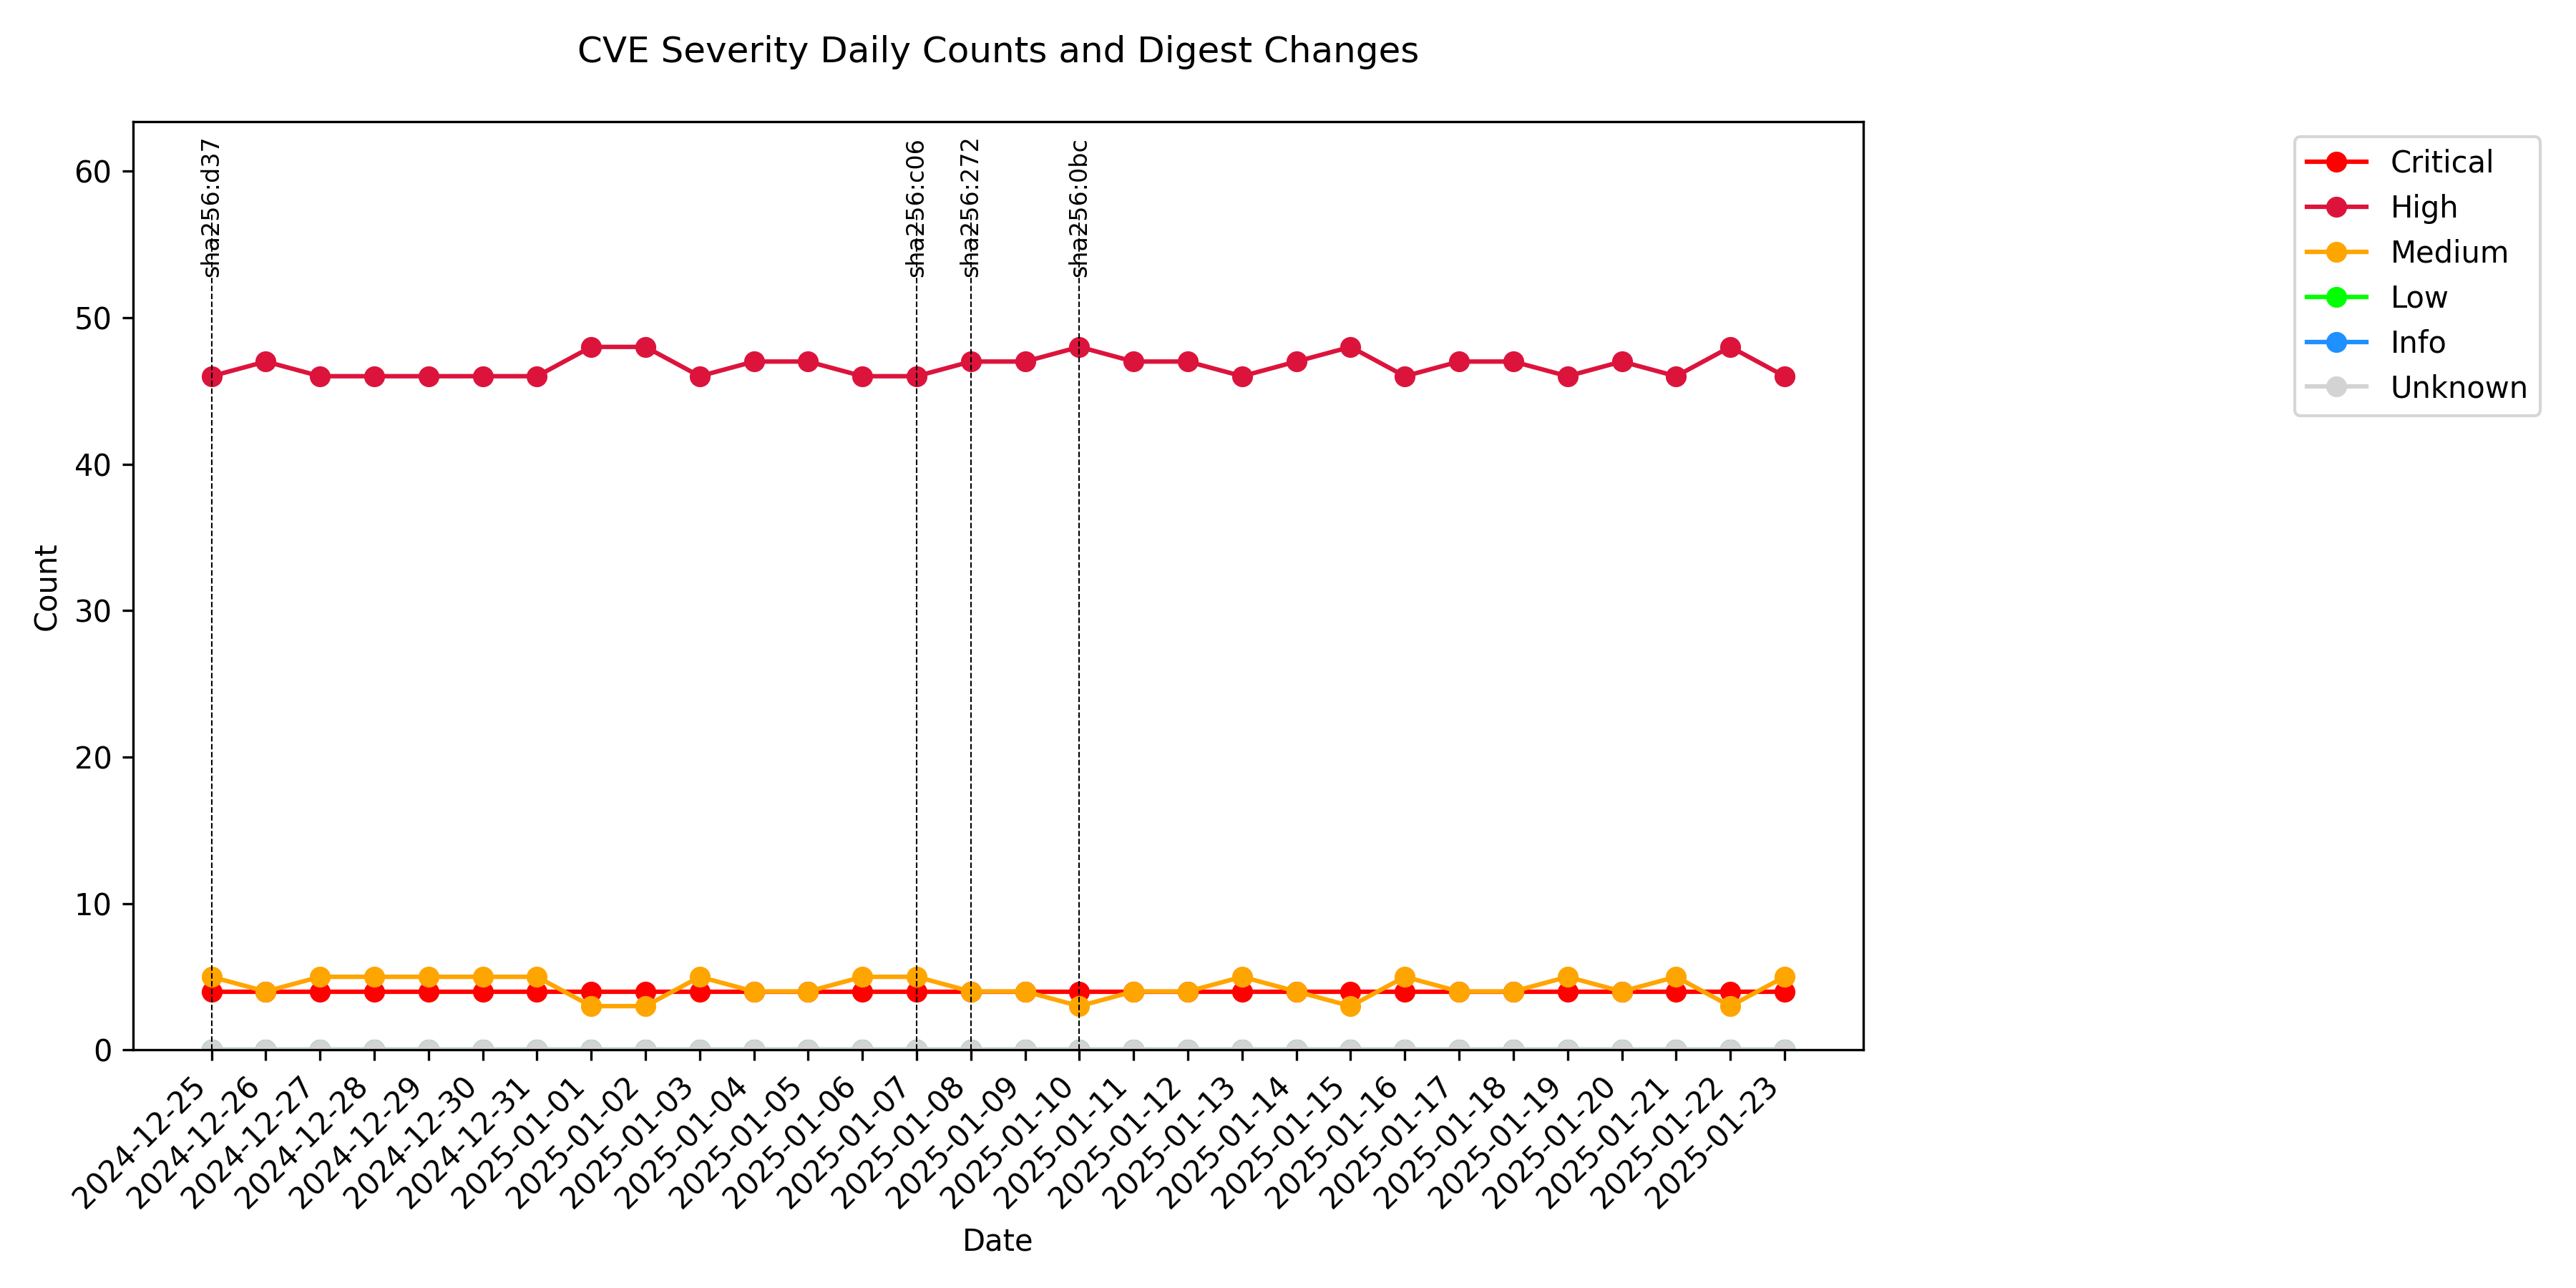 CVE Severity Daily Counts and Digest Changes
sha256:d37
sha256:c06
sha256:272
sha256:0bc
60
50
40
30
20
10
0
Count
2024-12-25
2024-12-26
2024-12-27
2024-12-28
2024-12-29
2024-12-30
2024-12-31
2025-01-01
2025-01-02
2025-01-03
2025-01-04
2025-01-05
2025-01-06
2025-01-07
2025-01-08
2025-01-09
2025-01-10
2025-01-11
2025-01-12
2025-01-13
2025-01-14
2025-01-15
2025-01-16
2025-01-17
2025-01-18
2025-01-19
2025-01-20
2025-01-21
2025-01-22
2025-01-23
Date
Critical
High
Medium
Low
Info
Unknown